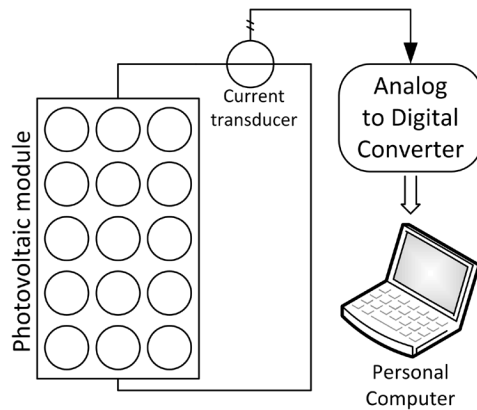 Current
transducer
Analog
to Digital
Converter
Photovoltaic module
Personal
Computer